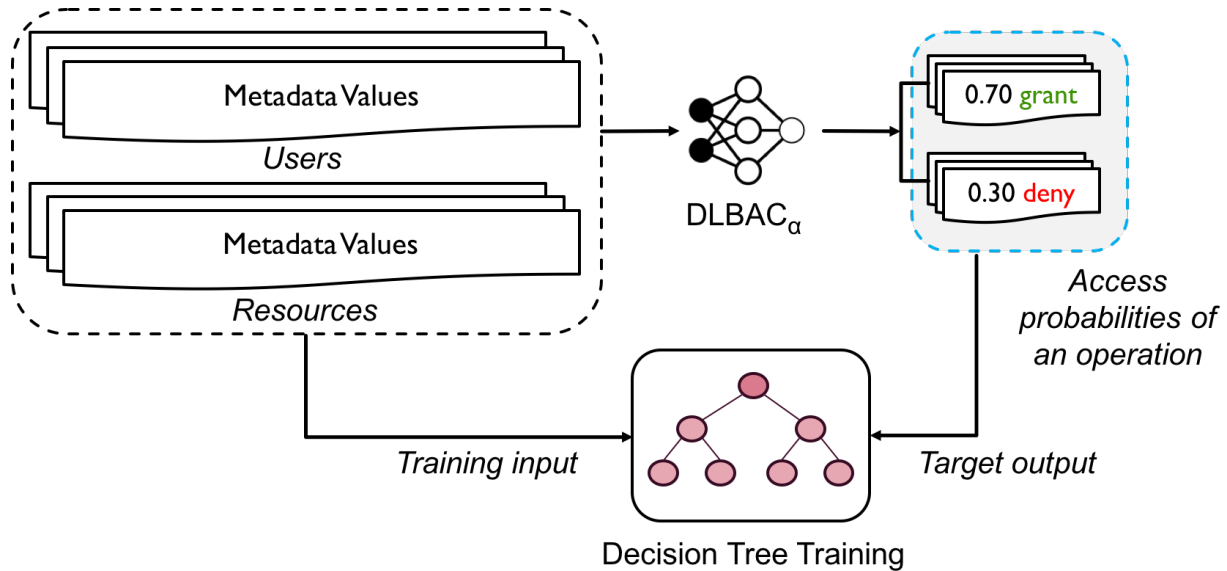 Metadata Values
Users
Metadata Values
Resources
DLBACα
0.70 grant
0.30 deny
Access
probabilities of
an operation
Training input
Target output
Decision Tree Training